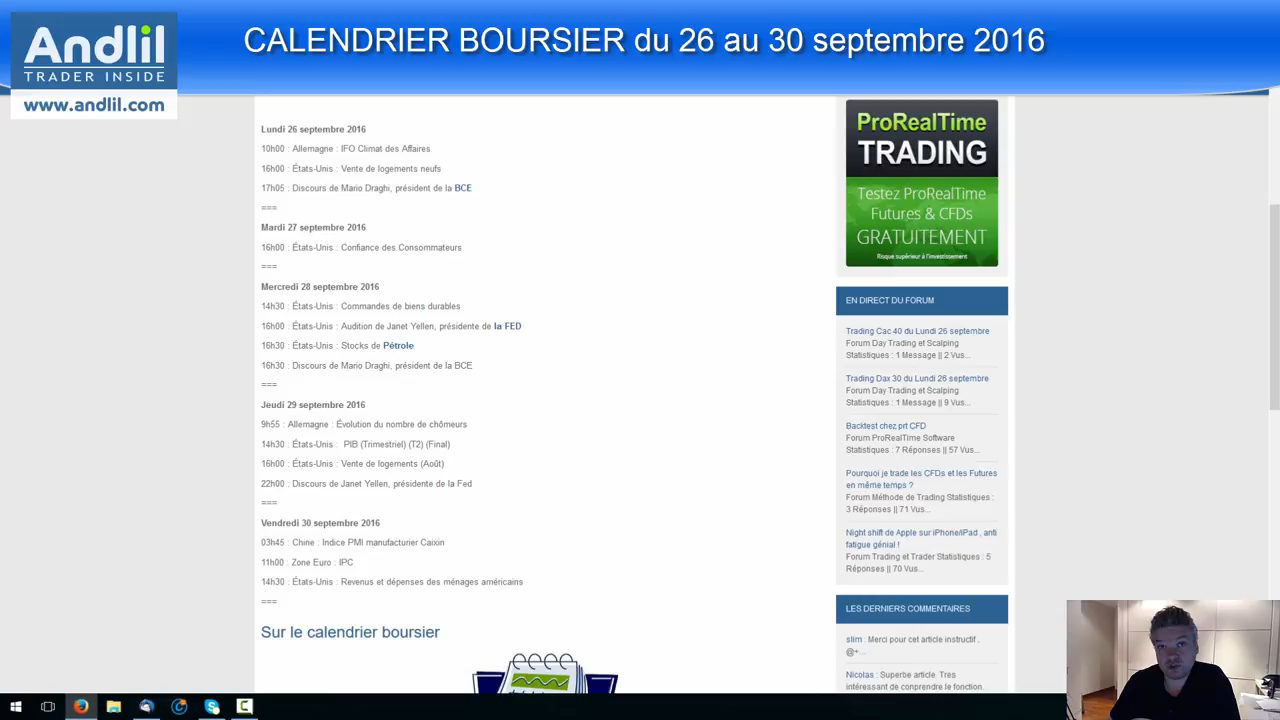 Andlil
TRADER INSIDE
www.andlil.com
CALENDRIER BOURSIER du 26 au 30 septembre 2016
Lundi 26 septembre 2016
10h00 : Allemagne : IFO Climat des Affaires
16h00 : États-Unis : Vente de logements neufs
17h05 : Discours de Mario Draghi, président de la BCE
===
Mardi 27 septembre 2016
16h00 : États-Unis : Confiance des Consommateurs
===
Mercredi 28 septembre 2016
14h30 : États-Unis : Commandes de biens durables
16h00 : États-Unis : Audition de Janet Yellen, présidente de la FED
16h30 : États-Unis : Stocks de Pétrole
16h30 : Discours de Mario Draghi, président de la BCE
===
Jeudi 29 septembre 2016
9h55 : Allemagne : Évolution du nombre de chômeurs
14h30 : États-Unis : PIB (Trimestriel) (T2) (Final)
16h00 : États-Unis : Vente de logements (Août)
22h00 : Discours de Janet Yellen, présidente de la Fed
===
Vendredi 30 septembre 2016
03h45 : Chine : Indice PMI manufacturier Caixin
11h00 : Zone Euro : IPC
14h30 : États-Unis : Revenus et dépenses des ménages américains
===
Sur le calendrier boursier
ProRealTime
TRADING
Testez ProRealTime
Futures & CFDs
GRATUITEMENT
Risque supérieur à l'investissement
EN DIRECT DU FORUM
Trading Cac 40 du Lundi 26 septembre
Forum Day Trading et Scalping
Statistiques : 1 Message || 2 Vus...
Trading Dax 30 du Lundi 26 septembre
Forum Day Trading et Scalping
Statistiques : 1 Message || 9 Vus...
Backtest chez prt CFD
Forum ProRealTime Software
Statistiques : 7 Réponses || 57 Vus...
Pourquoi je trade les CFDs et les Futures
en même temps ?
Forum Méthode de Trading Statistiques :
3 Réponses || 71 Vus...
Night shift de Apple sur iPhone/iPad , anti
fatigue génial !
Forum Trading et Trader Statistiques : 5
Réponses || 70 Vus...
LES DERNIERS COMMENTAIRES
slim : Merci pour cet article instructif .
@+...
Nicolas : Superbe article. Très
intéressant de conprendre le fonction.